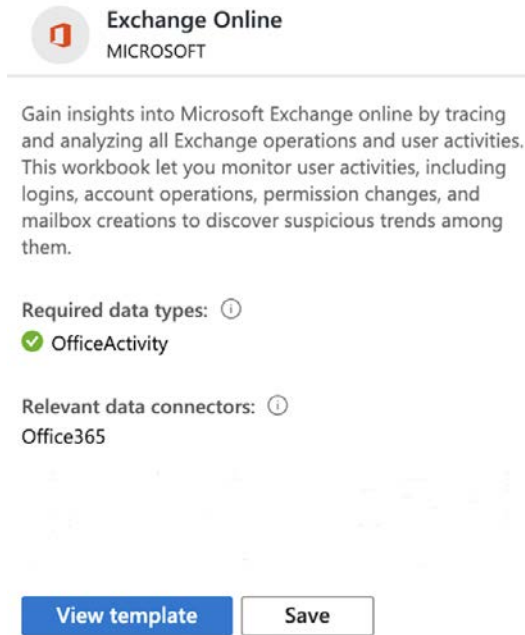 Exchange Online
MICROSOFT
Gain insights into Microsoft Exchange online by tracing
and analyzing all Exchange operations and user activities.
This workbook let you monitor user activities, including
logins, account operations, permission changes, and
mailbox creations to discover suspicious trends among
them.
Required data types:
OfficeActivity
Relevant data connectors:
Office365
View template Save